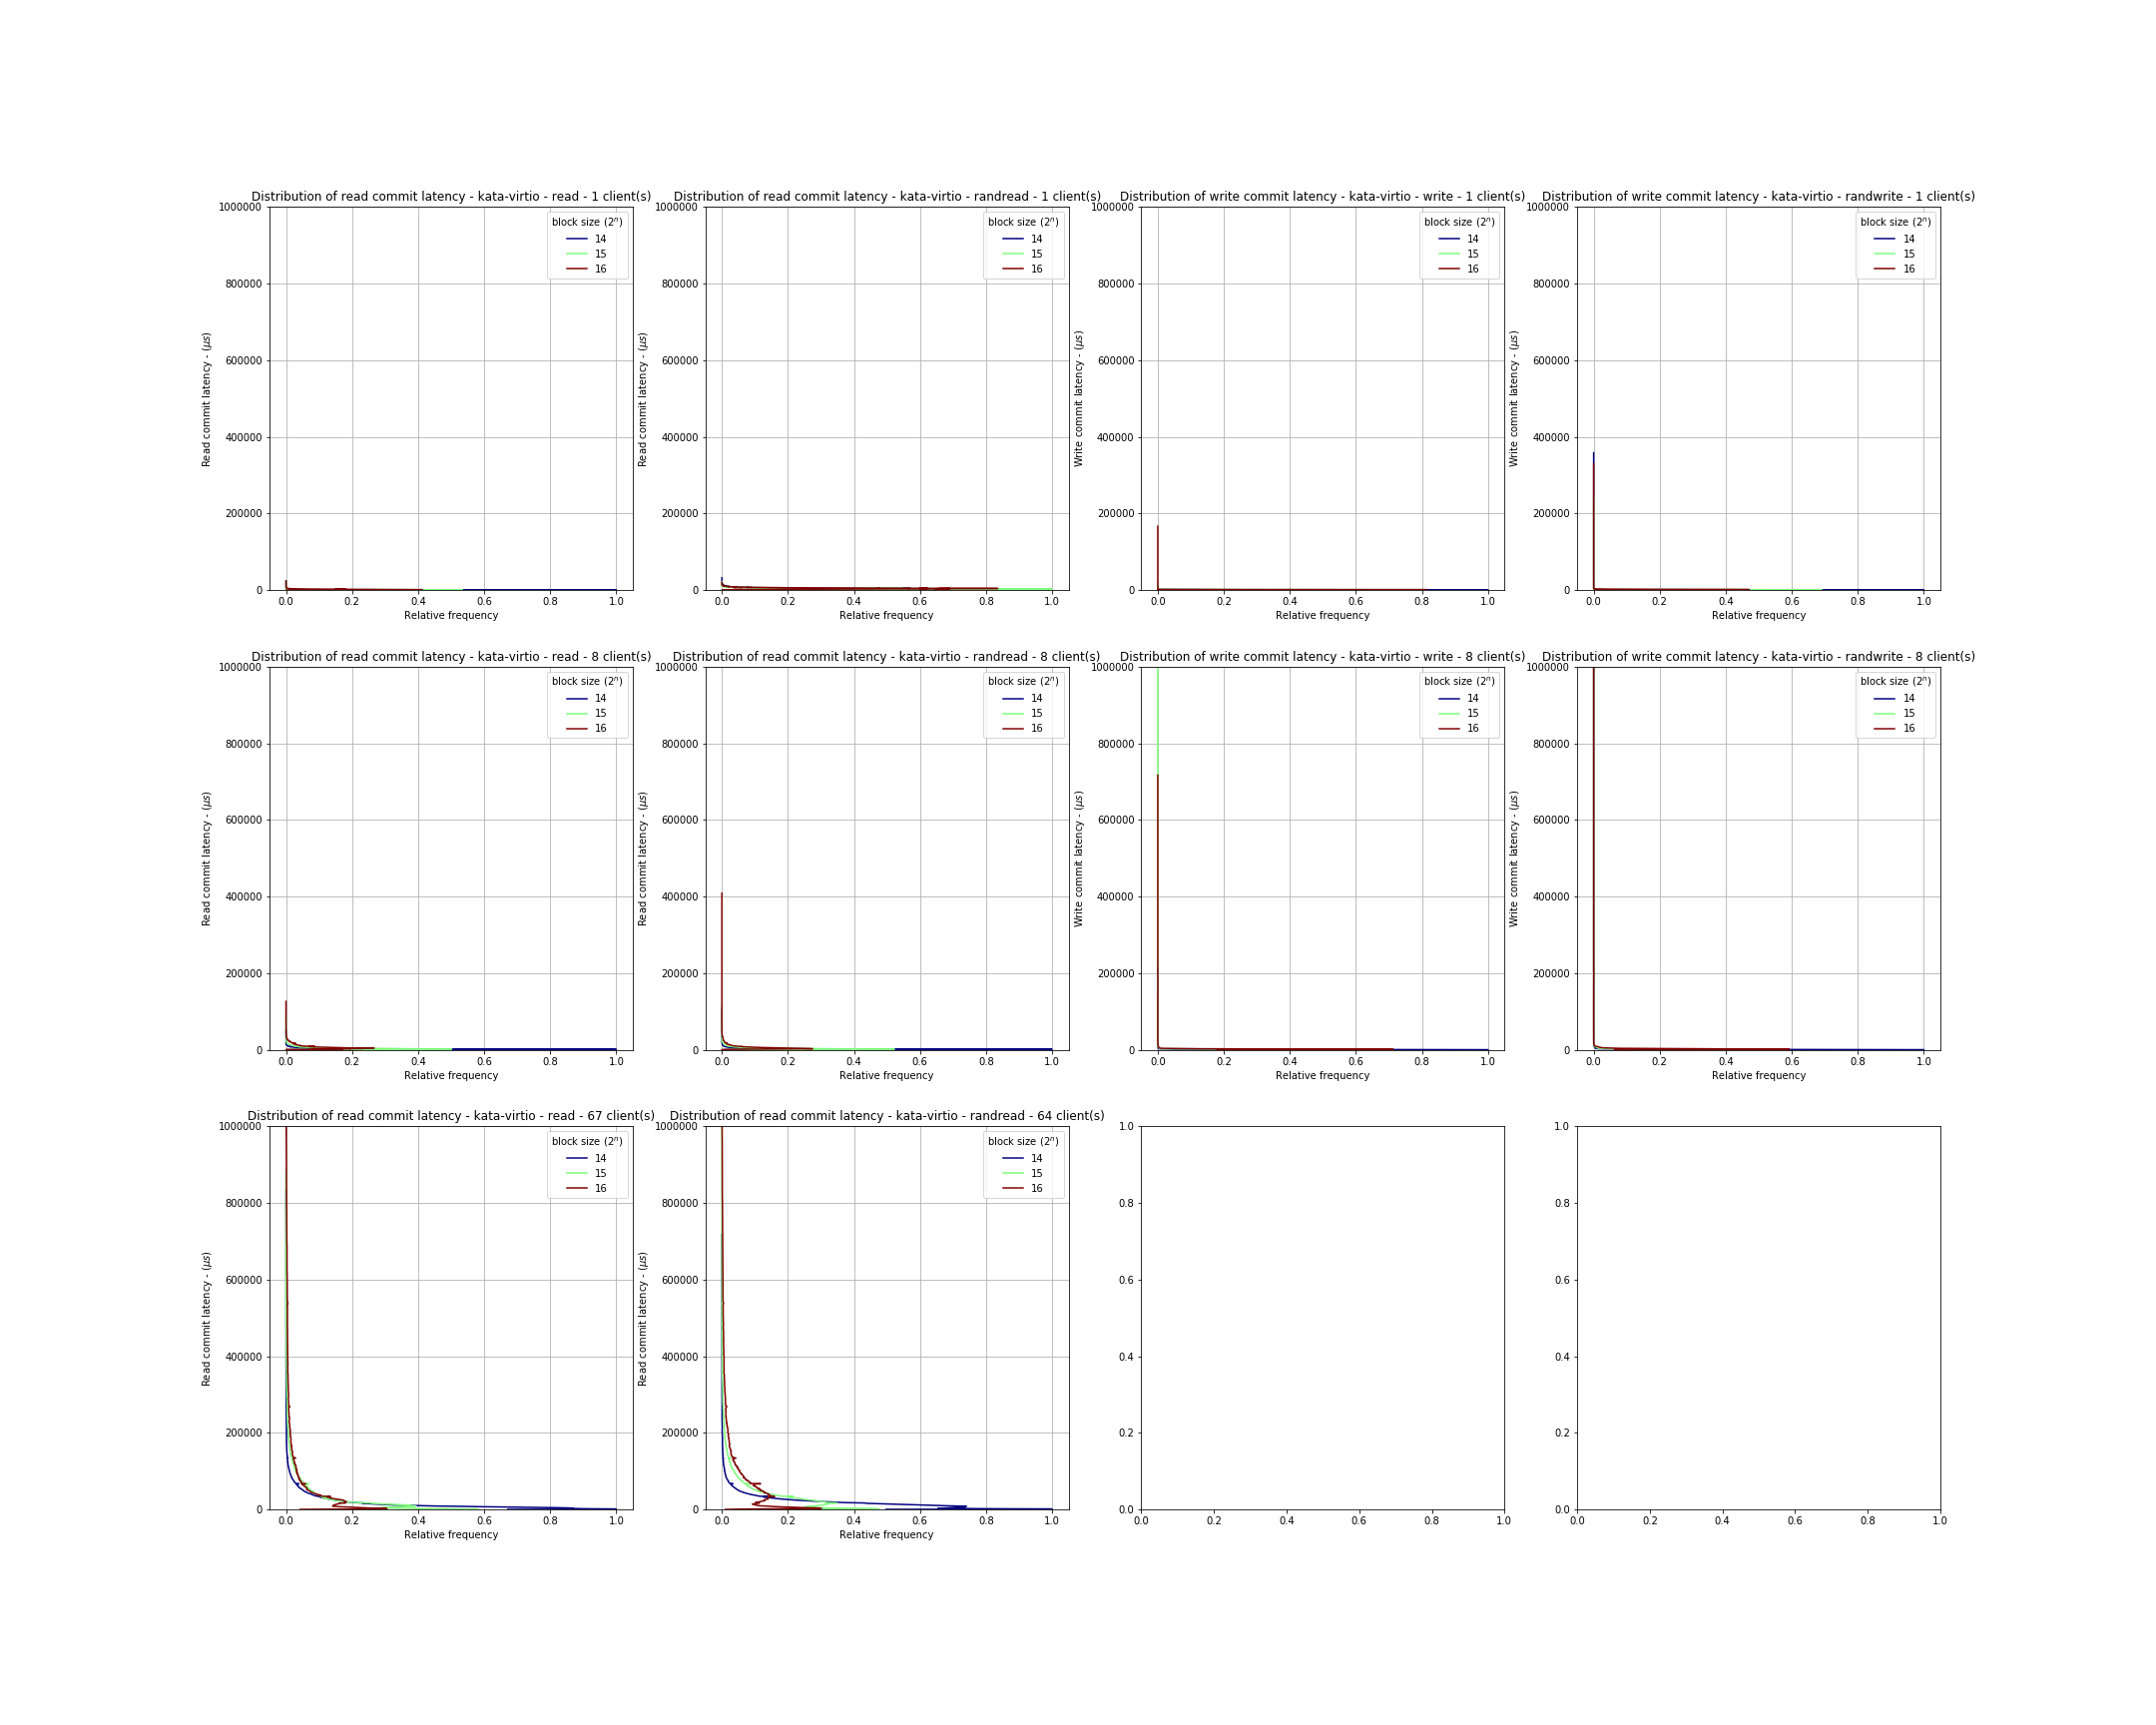 Distribution of read commit latency - kata-virtio - read - 1 client(s)
1000000
800000
600000
400000
200000
0
Read commit latency - (μs)
block size (2ⁿ)
14
15
16
0.0 0.2 0.4 0.6 0.8 1.0
Relative frequency
Distribution of read commit latency - kata-virtio - randread - 1 client(s)
1000000
800000
600000
400000
200000
0
Read commit latency - (μs)
block size (2ⁿ)
14
15
16
0.0 0.2 0.4 0.6 0.8 1.0
Relative frequency
Distribution of write commit latency - kata-virtio - write - 1 client(s)
1000000
800000
600000
400000
200000
0
Write commit latency - (μs)
block size (2ⁿ)
14
15
16
0.0 0.2 0.4 0.6 0.8 1.0
Relative frequency
Distribution of write commit latency - kata-virtio - randwrite - 1 client(s)
1000000
800000
600000
400000
200000
0
Write commit latency - (μs)
block size (2ⁿ)
14
15
16
0.0 0.2 0.4 0.6 0.8 1.0
Relative frequency
Distribution of read commit latency - kata-virtio - read - 8 client(s)
1000000
800000
600000
400000
200000
0
Read commit latency - (μs)
block size (2ⁿ)
14
15
16
0.0 0.2 0.4 0.6 0.8 1.0
Relative frequency
Distribution of read commit latency - kata-virtio - randread - 8 client(s)
1000000
800000
600000
400000
200000
0
Read commit latency - (μs)
block size (2ⁿ)
14
15
16
0.0 0.2 0.4 0.6 0.8 1.0
Relative frequency
Distribution of write commit latency - kata-virtio - write - 8 client(s)
1000000
800000
600000
400000
200000
0
Write commit latency - (μs)
block size (2ⁿ)
14
15
16
0.0 0.2 0.4 0.6 0.8 1.0
Relative frequency
Distribution of write commit latency - kata-virtio - randwrite - 8 client(s)
1000000
800000
600000
400000
200000
0
Write commit latency - (μs)
block size (2ⁿ)
14
15
16
0.0 0.2 0.4 0.6 0.8 1.0
Relative frequency
Distribution of read commit latency - kata-virtio - read - 67 client(s)
1000000
800000
600000
400000
200000
0
Read commit latency - (μs)
block size (2ⁿ)
14
15
16
0.0 0.2 0.4 0.6 0.8 1.0
Relative frequency
Distribution of read commit latency - kata-virtio - randread - 64 client(s)
1000000
800000
600000
400000
200000
0
Read commit latency - (μs)
block size (2ⁿ)
14
15
16
0.0 0.2 0.4 0.6 0.8 1.0
Relative frequency
1.0
0.8
0.6
0.4
0.2
0.0
0.0 0.2 0.4 0.6 0.8 1.0
1.0
0.8
0.6
0.4
0.2
0.0
0.0 0.2 0.4 0.6 0.8 1.0